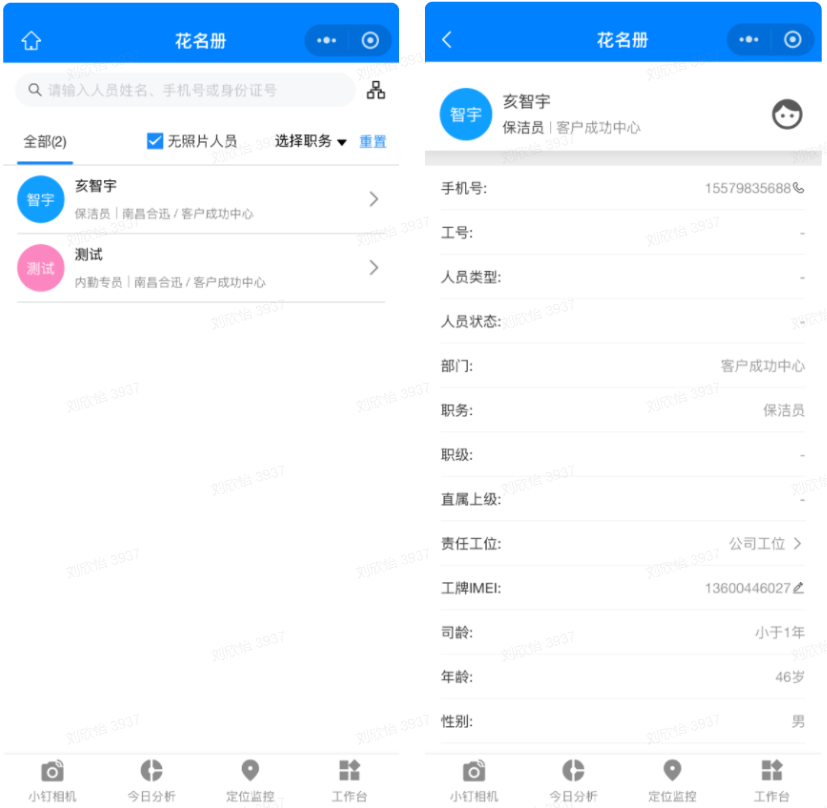 花名册
请输入人员姓名、手机号或身份证号
全部(2)
无照片人员
选择职务
重置
智宇
亥智宇
保洁员｜南昌合迅 / 客户成功中心
测试
测试
内勤专员｜南昌合迅 / 客户成功中心
小钉相机
今日分析
定位监控
工作台
花名册
智宇
亥智宇
保洁员｜客户成功中心
手机号: 15579835688
工号: -
人员类型: -
人员状态: -
部门: 客户成功中心
职务: 保洁员
职级: -
直属上级: -
责任工位: 公司工位
工牌IMEI: 13600446027
司龄: 小于1年
年龄: 46岁
性别: 男
小钉相机
今日分析
定位监控
工作台
刘欣怡 3937